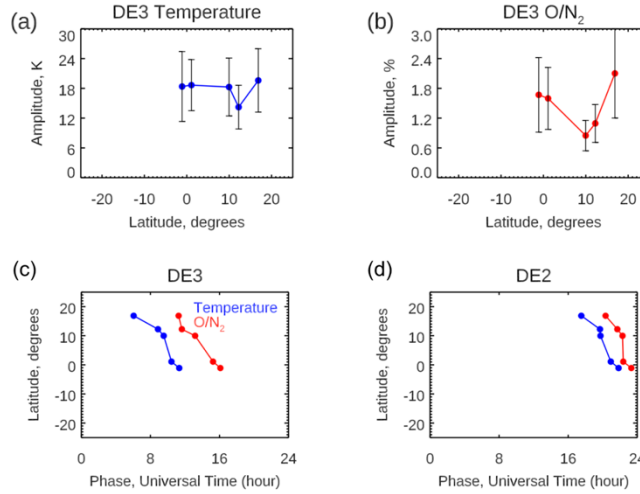 (a) DE3 Temperature
Amplitude, K
30
24
18
12
6
0
-20 -10 0 10 20
Latitude, degrees
(b) DE3 O/N₂
Amplitude, %
3.0
2.4
1.8
1.2
0.6
0.0
-20 -10 0 10 20
Latitude, degrees
(c) DE3
Latitude, degrees
20
10
0
-10
-20
Temperature
O/N₂
0 8 16 24
Phase, Universal Time (hour)
(d) DE2
Latitude, degrees
20
10
0
-10
-20
0 8 16 24
Phase, Universal Time (hour)